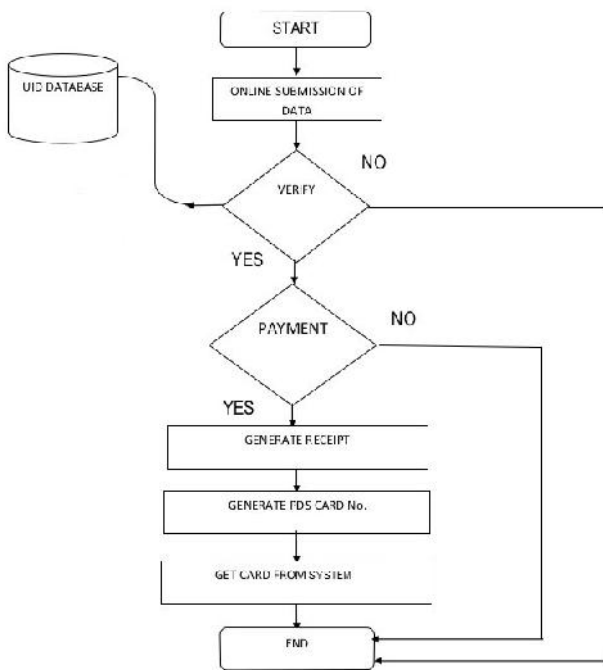 START
UID DATABASE
ONLINE SUBMISSION OF
DATA
NO
VERIFY
YES
PAYMENT
NO
YES
GENERATE RECEIPT
GENERATE PDS CARD No.
GET CARD FROM SYSTEM
END